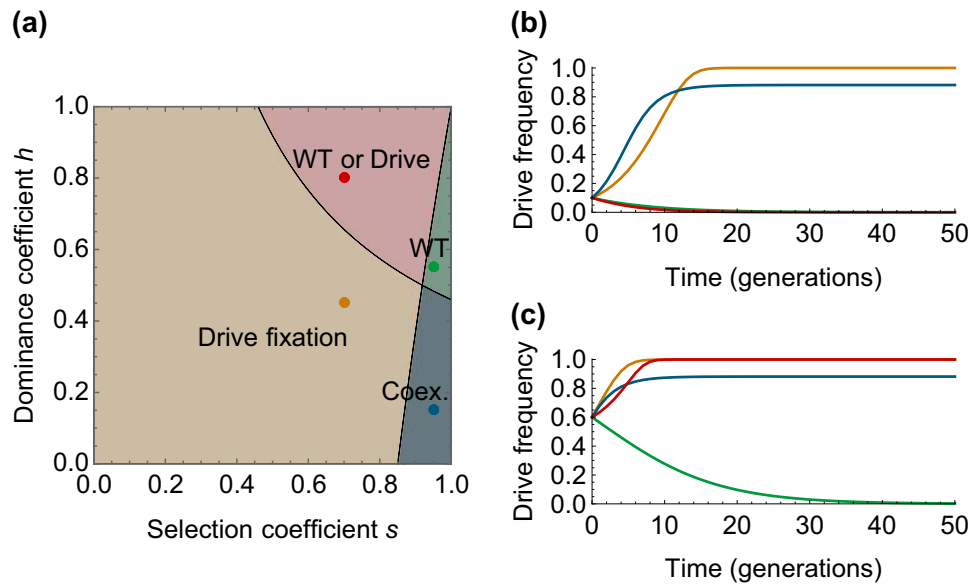 (a)
Dominance coefficient h
1.0
0.8
0.6
0.4
0.2
0.0
WT or Drive
WT
Drive fixation
Coex.
0.0 0.2 0.4 0.6 0.8 1.0
Selection coefficient s
(b)
Drive frequency
1.0
0.8
0.6
0.4
0.2
0.0
0 10 20 30 40 50
Time (generations)
(c)
Drive frequency
1.0
0.8
0.6
0.4
0.2
0.0
0 10 20 30 40 50
Time (generations)